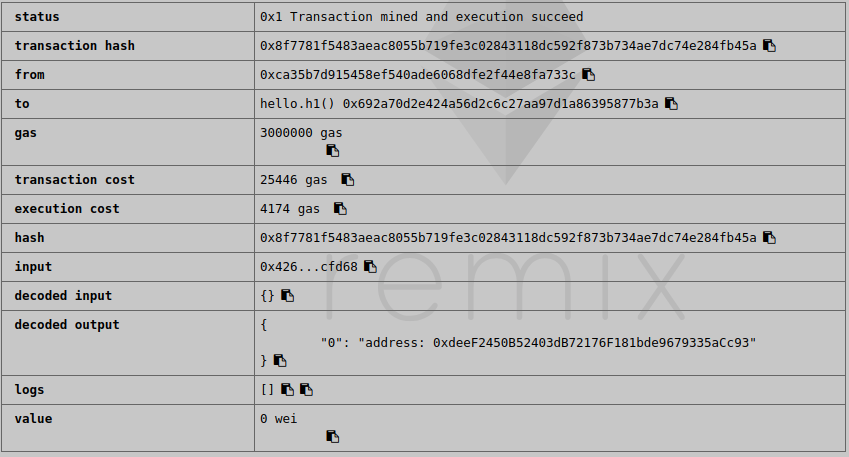 status 0x1 Transaction mined and execution succeed
transaction hash 0x8f7781f5483aeac8055b719fe3c02843118dc592f873b734ae7dc74e284fb45a
from 0xca35b7d915458ef540ade6068dfe2f44e8fa733c
to hello.h1() 0x692a70d2e424a56d2c6c27aa97d1a86395877b3a
gas 3000000 gas
transaction cost 25446 gas
execution cost 4174 gas
hash 0x8f7781f5483aeac8055b719fe3c02843118dc592f873b734ae7dc74e284fb45a
input 0x426...cfd68
decoded input {}
decoded output {
"0": "address: 0xdeeF2450B52403dB72176F181bde9679335aCc93"
}
logs []
value 0 wei
remix